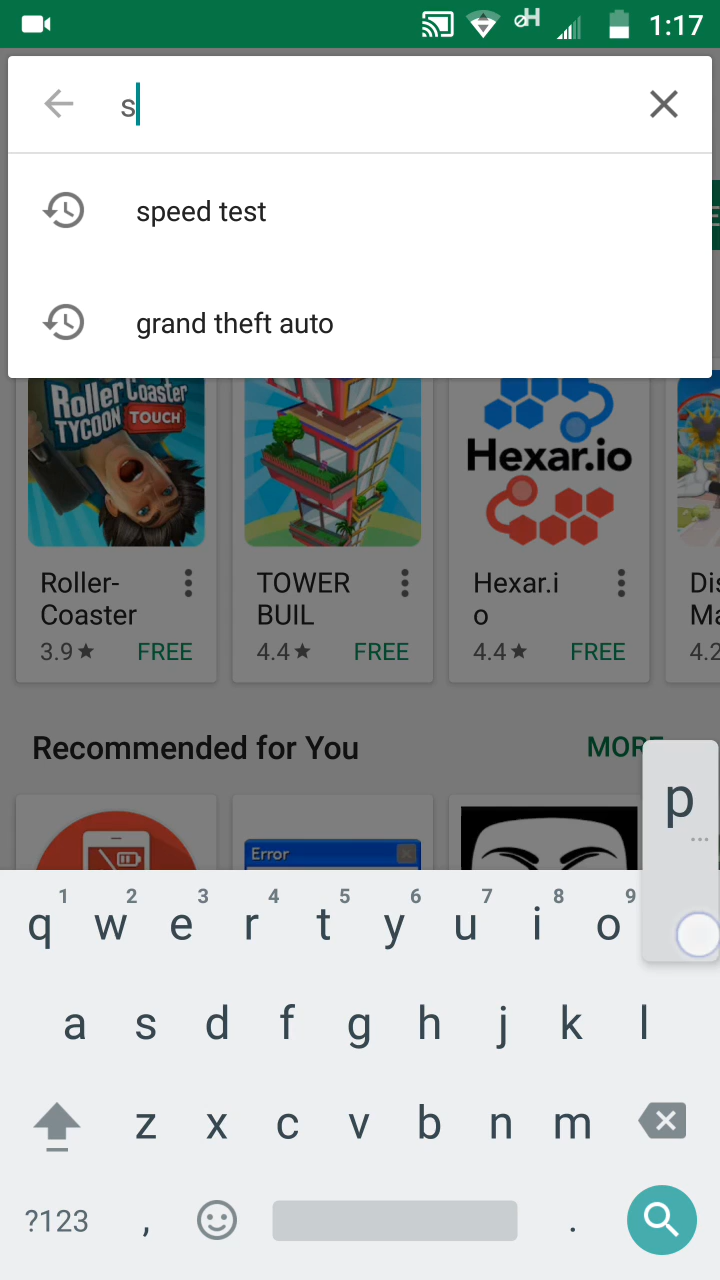 H 1:17
s
speed test
grand theft auto
RollerCoaster
TYCOON TOUCH
Hexar.io
Roller-
Coaster
3.9★ FREE
TOWER
BUIL
4.4★ FREE
Hexar.i
o
4.4★ FREE
Dis
Ma
4.2
Recommended for You MORE
Error
p
...
1 2 3 4 5 6 7 8 9
q w e r t y u i o
a s d f g h j k l
z x c v b n m
?123 , .